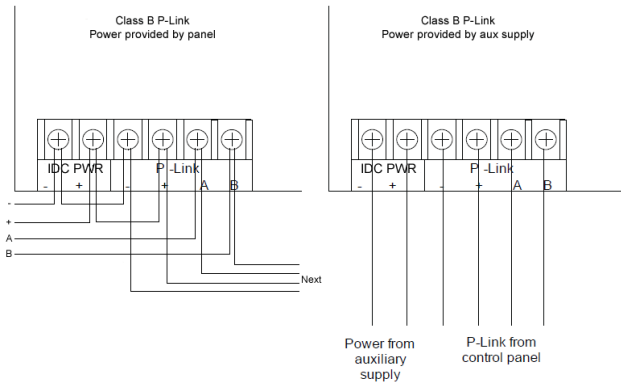 Class B P-Link
Power provided by panel
IDC PWR
P -Link
- + - + A B
-
+
A
B
Next
Class B P-Link
Power provided by aux supply
IDC PWR
P -Link
- + - + A B
Power from
auxiliary
supply
P-Link from
control panel